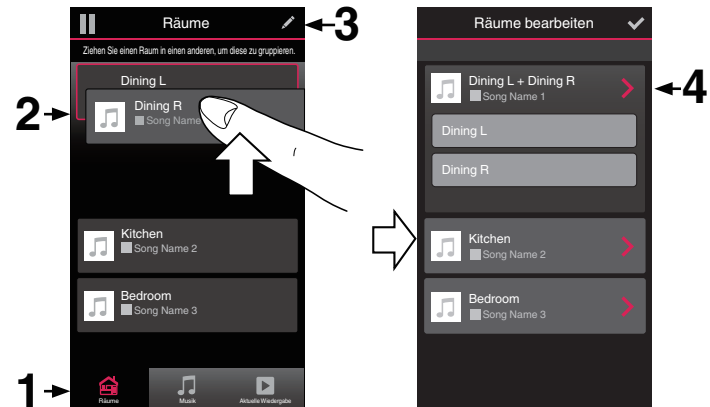 Räume
3
Ziehen Sie einen Raum in einen anderen, um diese zu gruppieren.
2
Dining L
Dining R
Song Name
Kitchen
Song Name 2
Bedroom
Song Name 3
1
Räume
Musik
Aktuelle Wiedergabe
Räume bearbeiten
Dining L + Dining R
Song Name 1
4
Dining L
Dining R
Kitchen
Song Name 2
Bedroom
Song Name 3